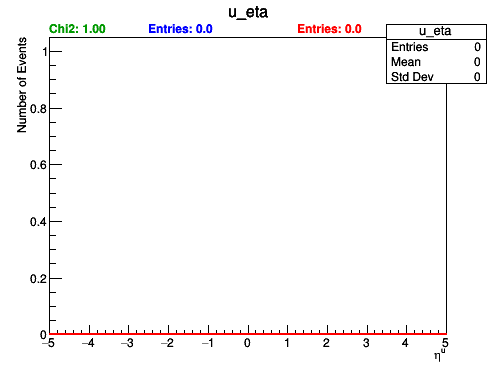 u_eta
Chi2: 1.00 Entries: 0.0 Entries: 0.0
u_eta
Entries 0
Mean 0
Std Dev 0
Number of Events
1
0.8
0.6
0.4
0.2
0
−5 −4 −3 −2 −1 0 1 2 3 4 5
η^u